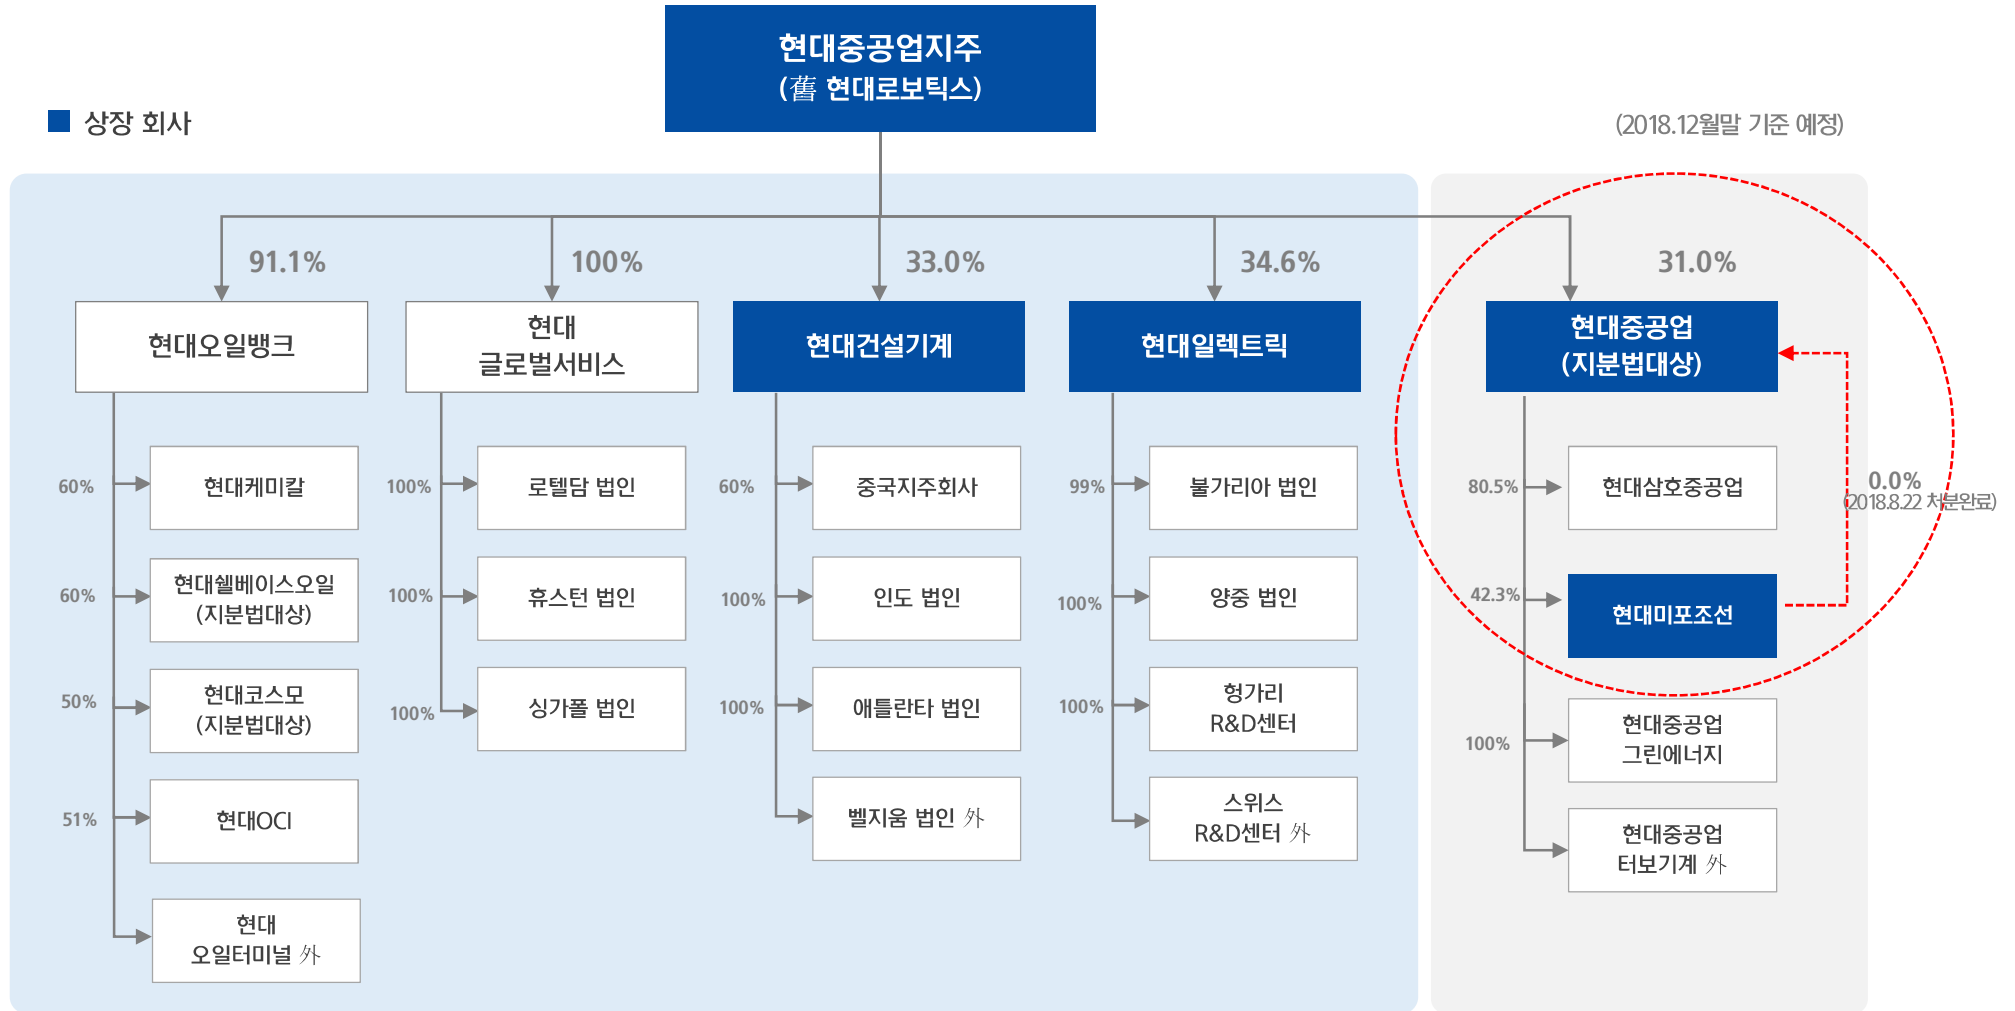 현대중공업지주
(舊 현대로보틱스)
상장 회사
(2018.12월말 기준 예정)
91.1%
100%
33.0%
34.6%
31.0%
현대오일뱅크
현대
글로벌서비스
현대건설기계
현대일렉트릭
현대중공업
(지분법대상)
60%
현대케미칼
60%
현대쉘베이스오일
(지분법대상)
50%
현대코스모
(지분법대상)
51%
현대OCI
현대
오일터미널 外
100%
로텔담 법인
100%
휴스턴 법인
100%
싱가폴 법인
60%
중국지주회사
100%
인도 법인
100%
애틀란타 법인
벨지움 법인 外
99%
불가리아 법인
100%
양중 법인
100%
헝가리
R&D센터
스위스
R&D센터 外
80.5%
현대삼호중공업
0.0%
(2018.8.22 처분완료)
42.3%
현대미포조선
100%
현대중공업
그린에너지
현대중공업
터보기계 外